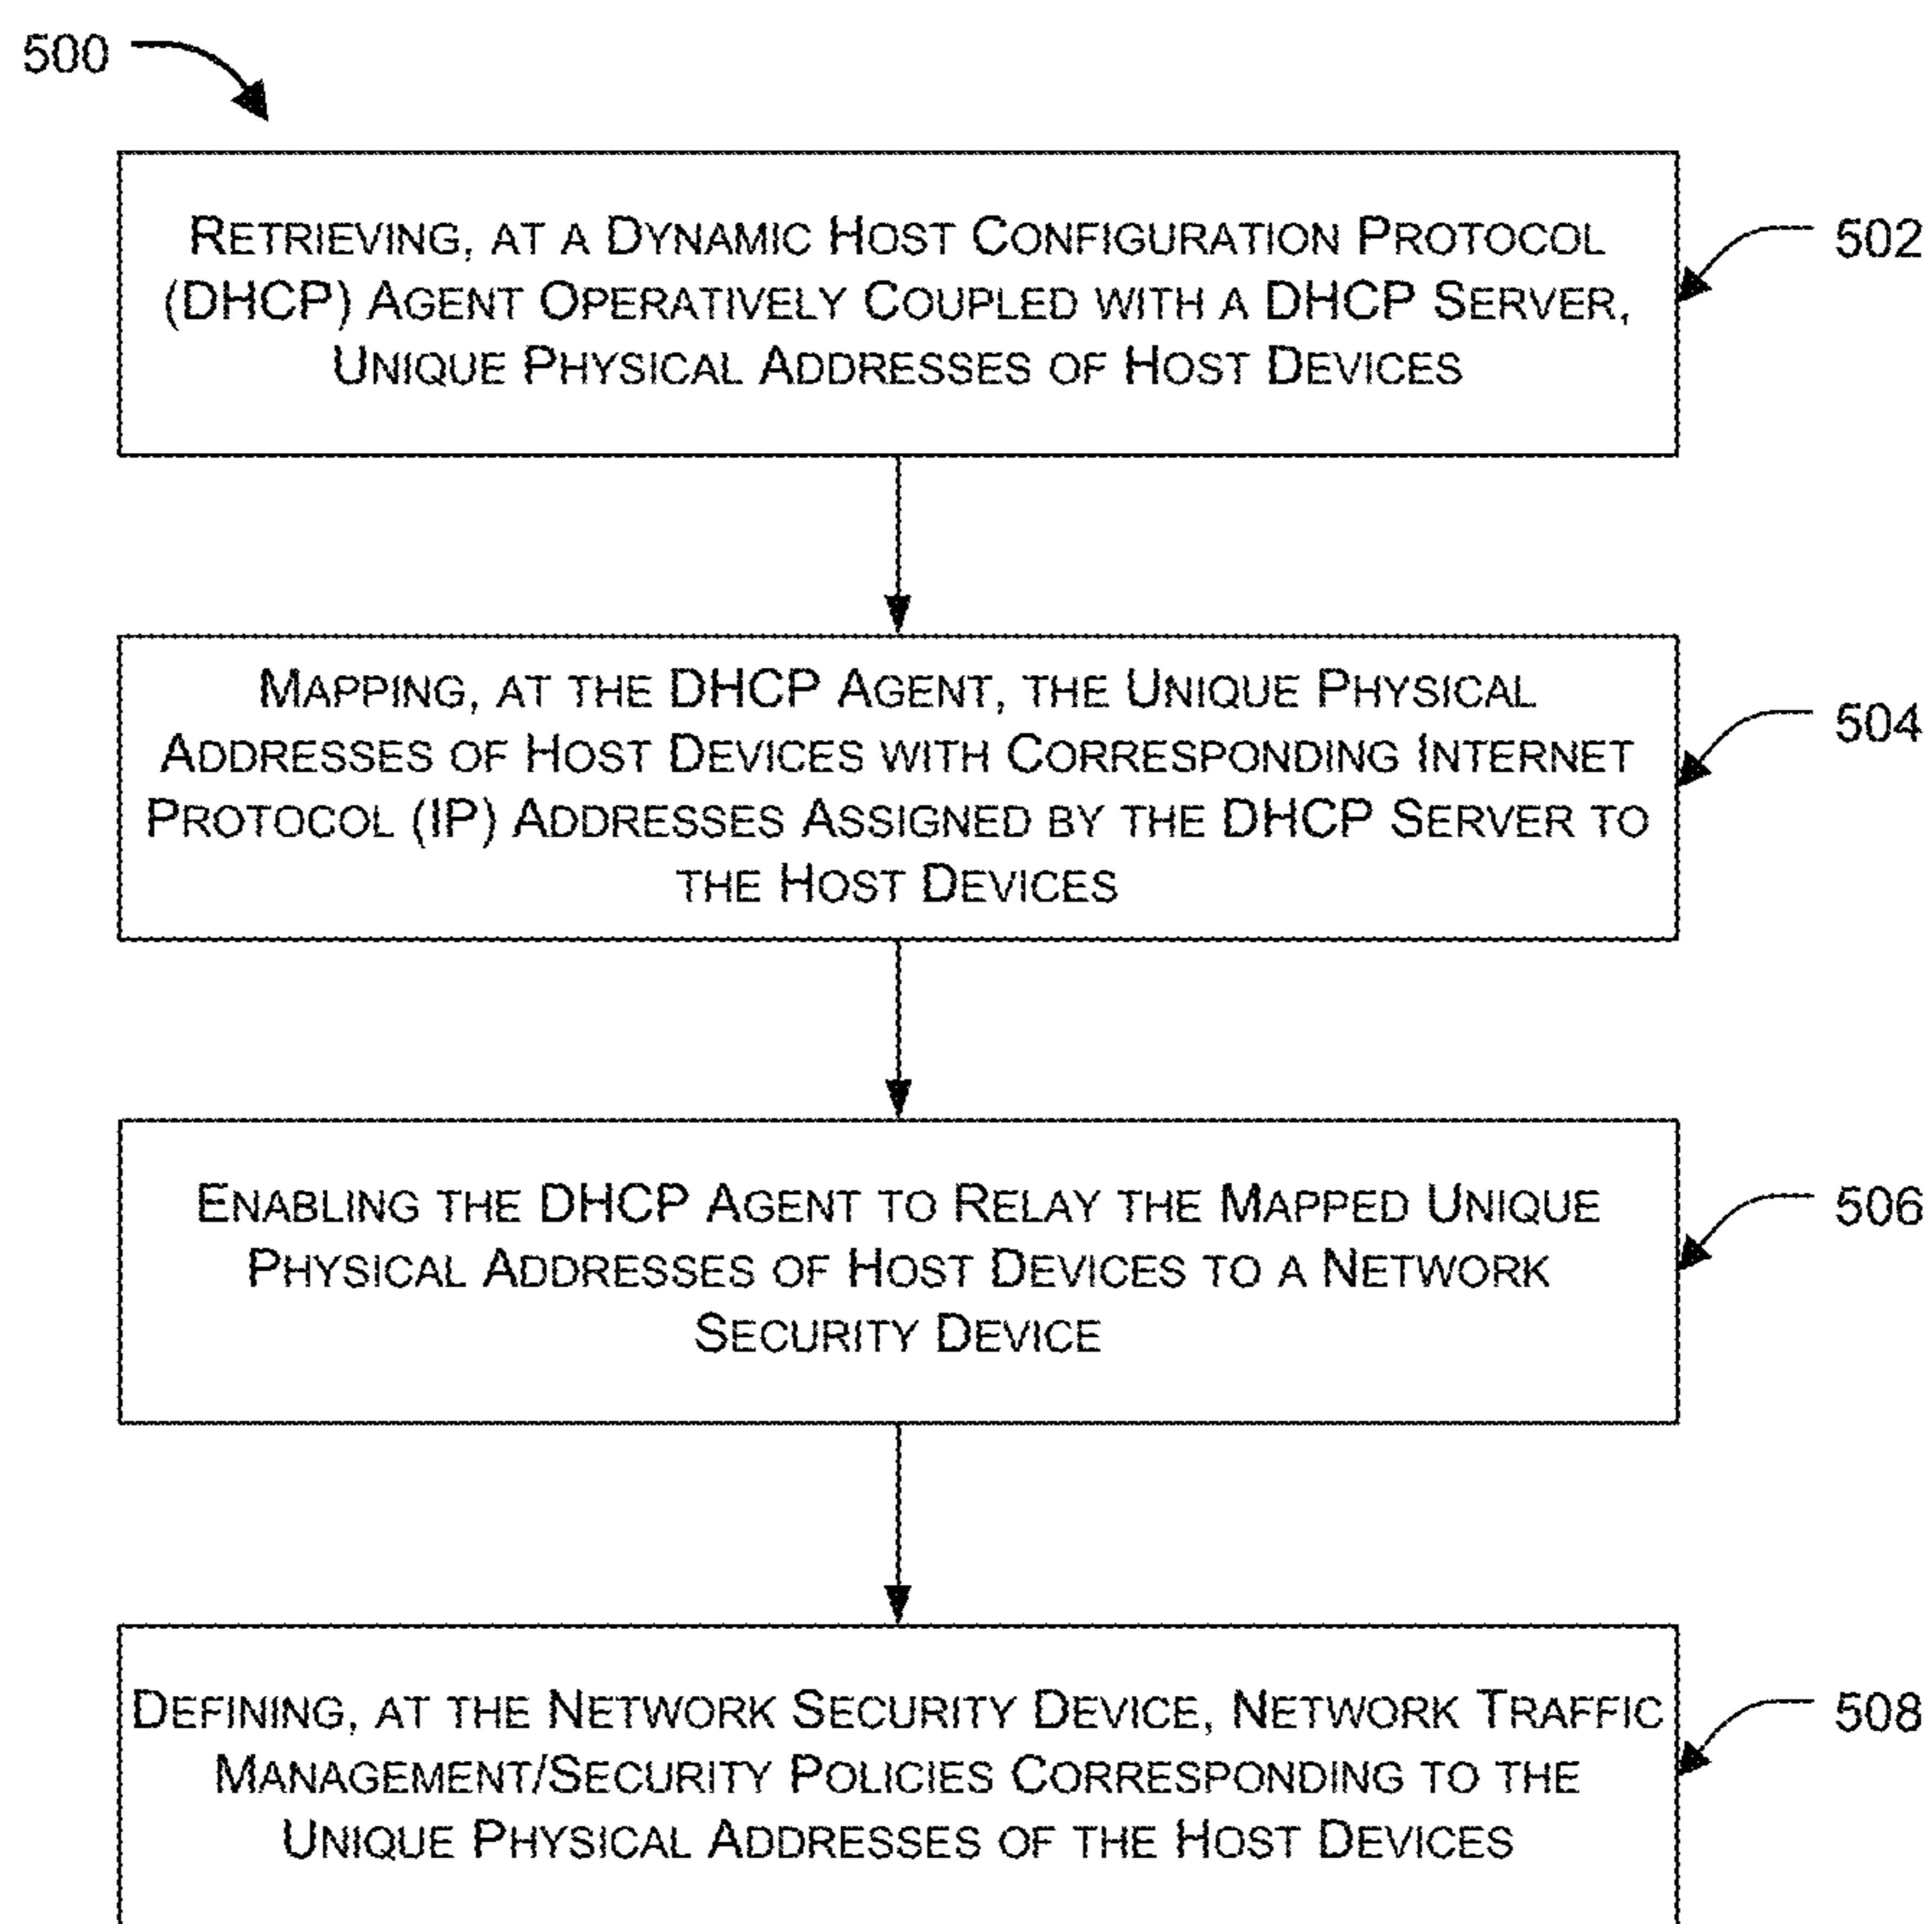 500
RETRIEVING, AT A DYNAMIC HOST CONFIGURATION PROTOCOL
(DHCP) AGENT OPERATIVELY COUPLED WITH A DHCP SERVER,
UNIQUE PHYSICAL ADDRESSES OF HOST DEVICES
502
MAPPING, AT THE DHCP AGENT, THE UNIQUE PHYSICAL
ADDRESSES OF HOST DEVICES WITH CORRESPONDING INTERNET
PROTOCOL (IP) ADDRESSES ASSIGNED BY THE DHCP SERVER TO
THE HOST DEVICES
504
ENABLING THE DHCP AGENT TO RELAY THE MAPPED UNIQUE
PHYSICAL ADDRESSES OF HOST DEVICES TO A NETWORK
SECURITY DEVICE
506
DEFINING, AT THE NETWORK SECURITY DEVICE, NETWORK TRAFFIC
MANAGEMENT/SECURITY POLICIES CORRESPONDING TO THE
UNIQUE PHYSICAL ADDRESSES OF THE HOST DEVICES
508